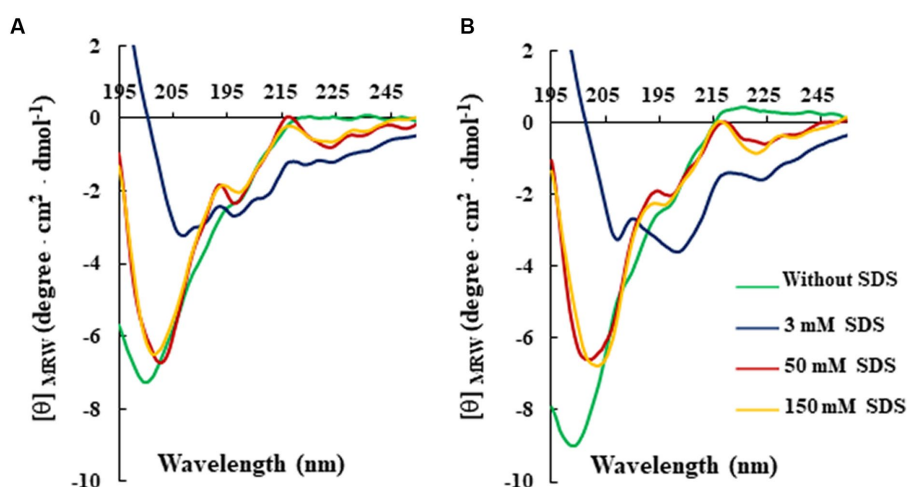 A
B
2
0
-2
-4
-6
-8
-10
195 205 195 215 225 245
[θ] MRW (degree · cm² · dmol⁻¹)
Wavelength (nm)
2
0
-2
-4
-6
-8
-10
195 205 195 215 225 245
[θ] MRW (degree · cm² · dmol⁻¹)
Wavelength (nm)
Without SDS
3 mM SDS
50 mM SDS
150 mM SDS